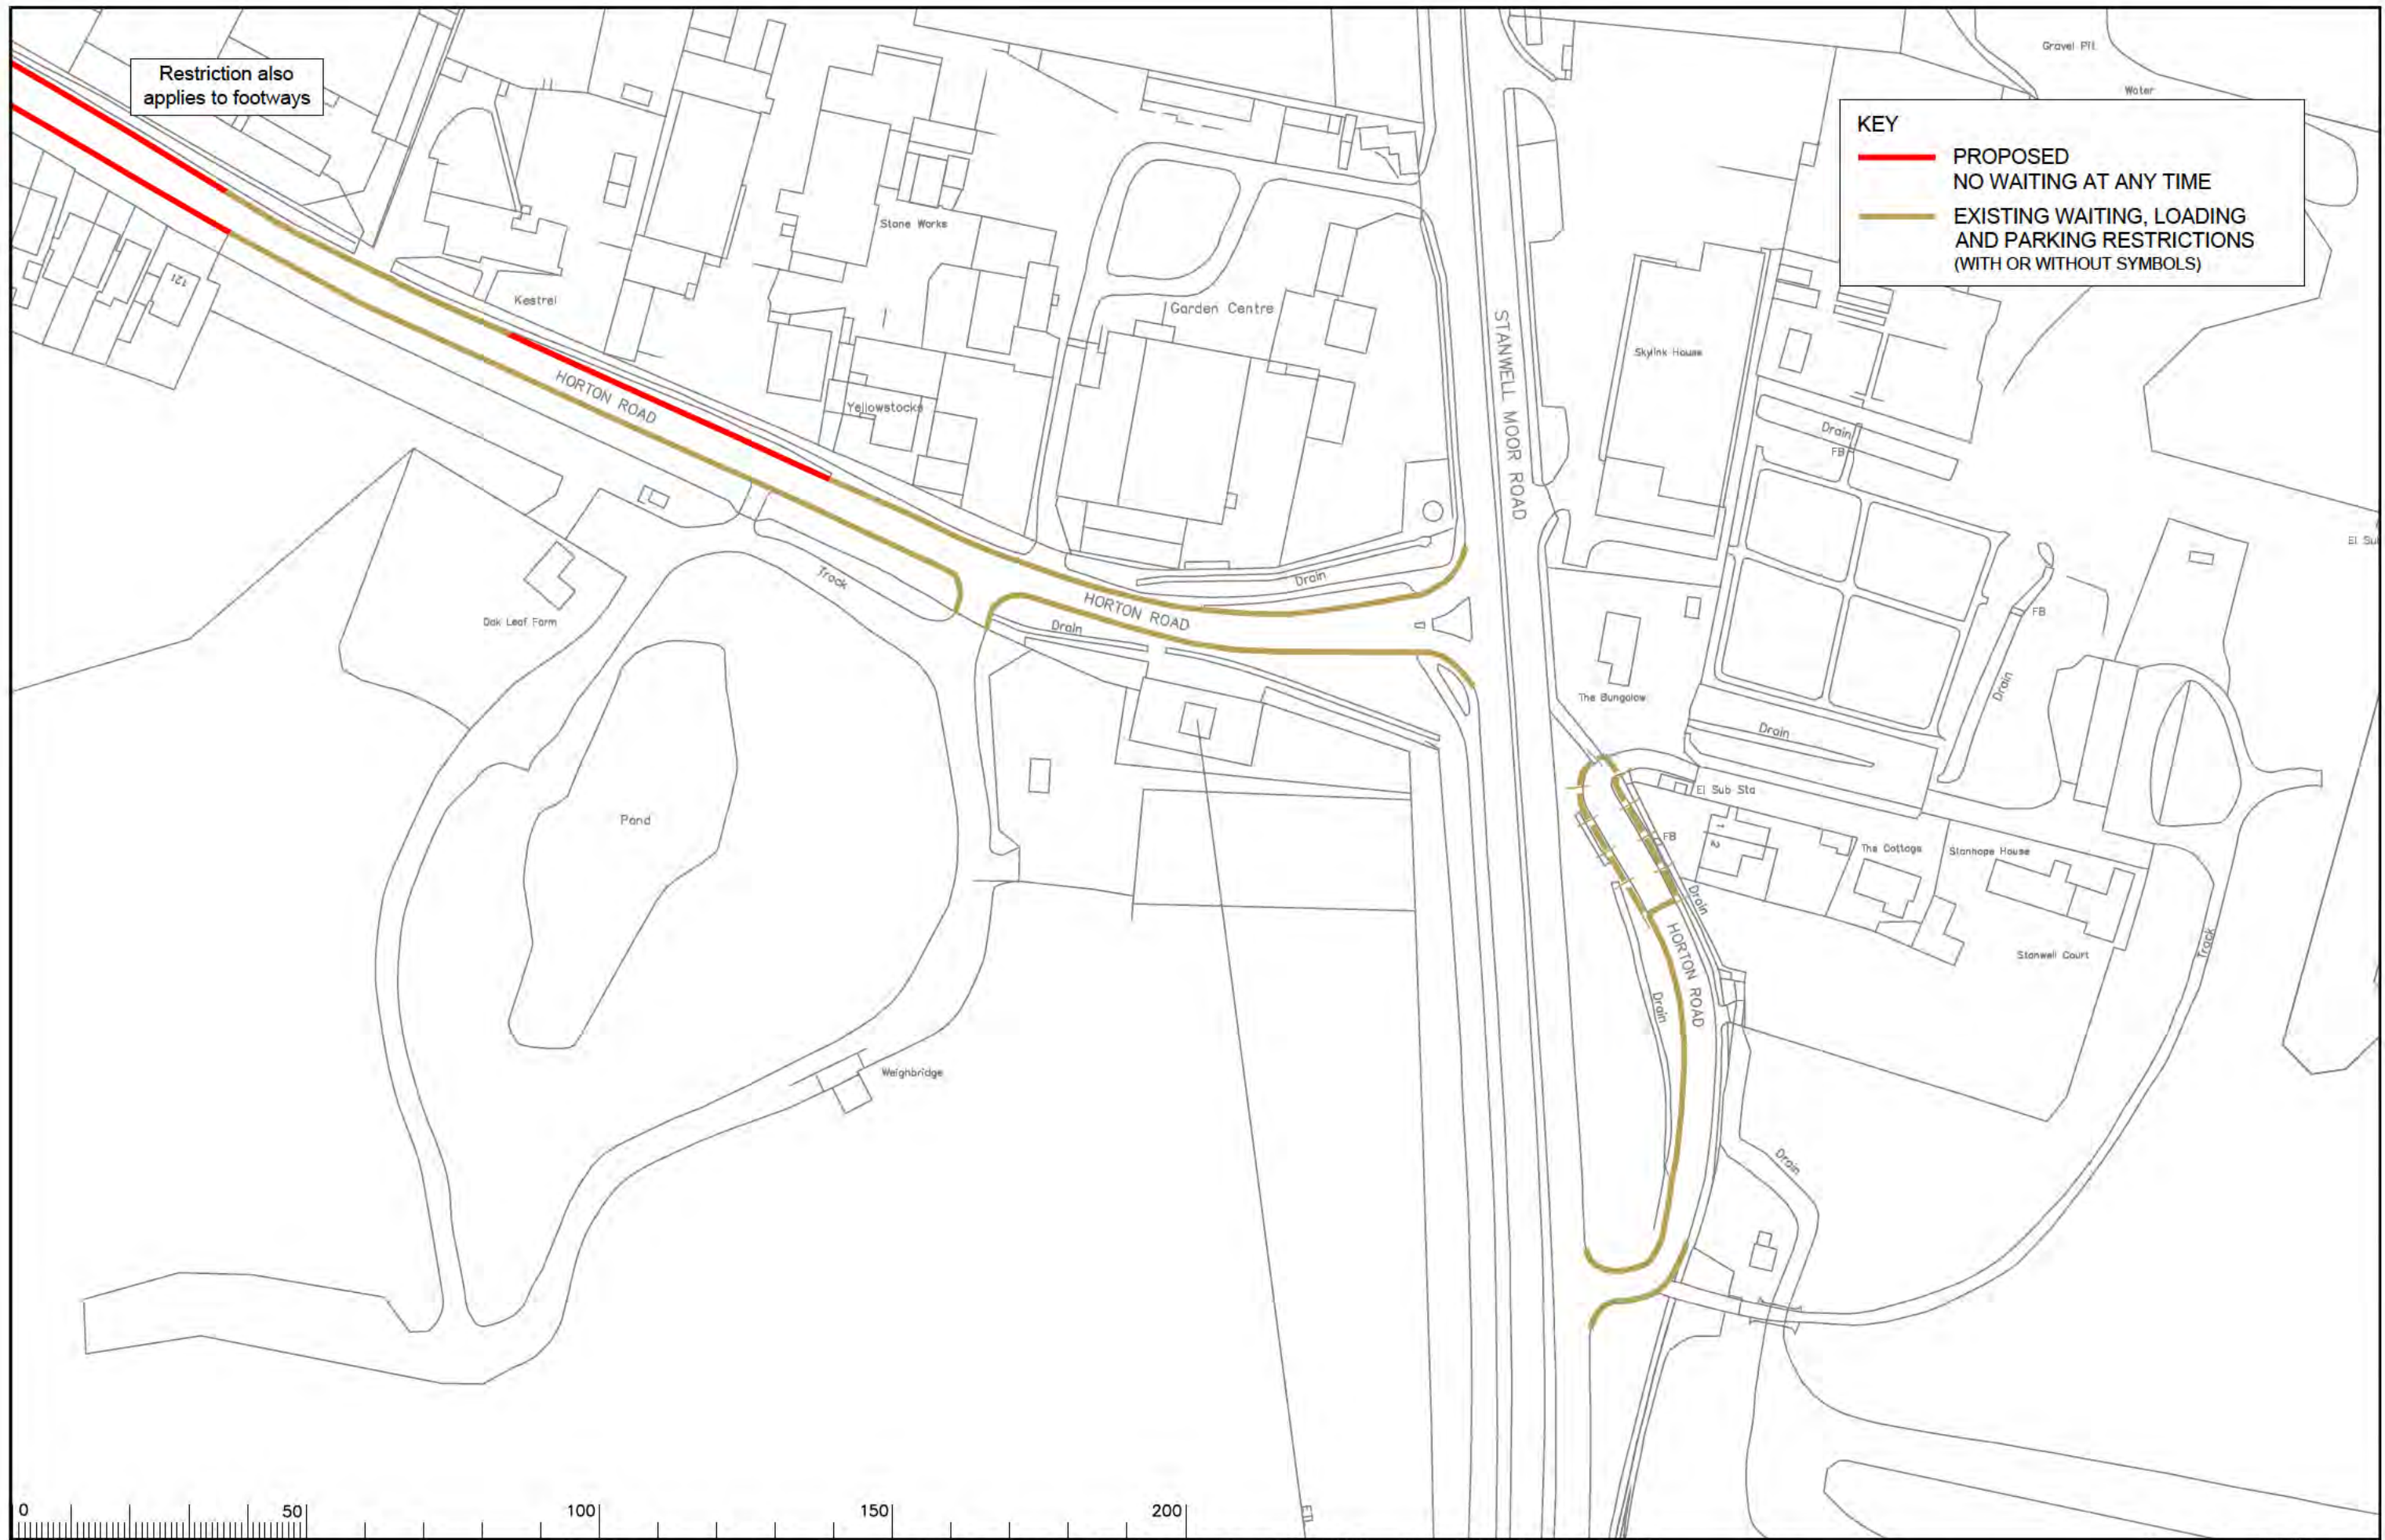 Restriction also
applies to footways
Gravel Pit
Water
KEY
PROPOSED
NO WAITING AT ANY TIME
EXISTING WAITING, LOADING
AND PARKING RESTRICTIONS
(WITH OR WITHOUT SYMBOLS)
Stone Works
121
Kestrel
Garden Centre
STANWELL MOOR ROAD
Skylink House
HORTON ROAD
Yellowstocks
Drain
FB
Track
Drain
El Su
Oak Leaf Farm
HORTON ROAD
Drain
FB
Drain
The Bungalow
Drain
El Sub Sta
Pond
FB
1
2
The Cottage
Stanhope House
Drain
HORTON ROAD
Track
Stanwell Court
Drain
Weighbridge
Drain
0
50
100
150
200